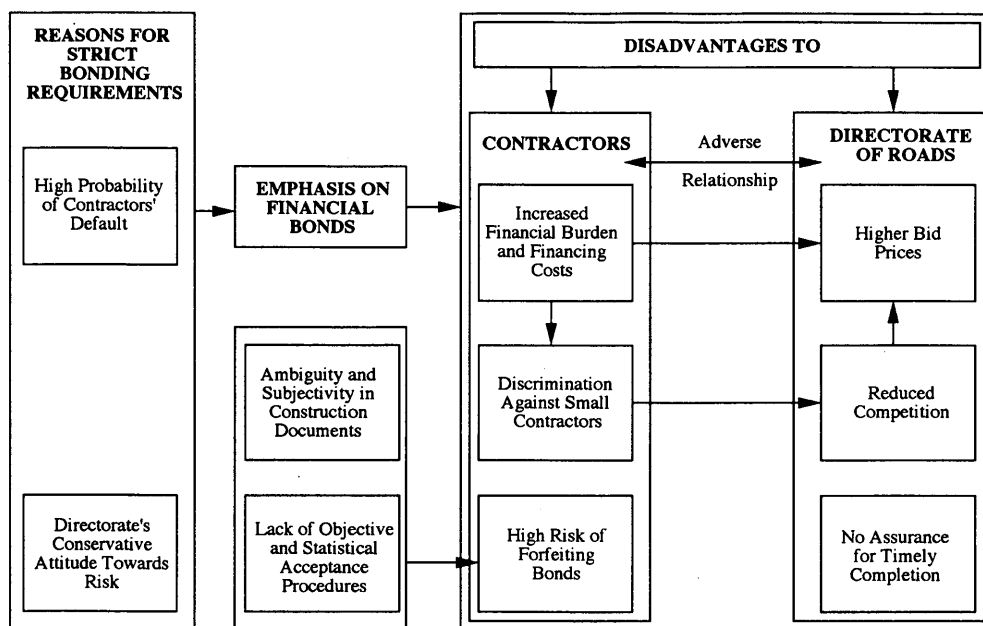 REASONS FOR
STRICT
BONDING
REQUIREMENTS
High Probability
of Contractors'
Default
Directorate's
Conservative
Attitude Towards
Risk
EMPHASIS ON
FINANCIAL
BONDS
Ambiguity and
Subjectivity in
Construction
Documents
Lack of Objective
and Statistical
Acceptance
Procedures
DISADVANTAGES TO
CONTRACTORS
Increased
Financial Burden
and Financing
Costs
Discrimination
Against Small
Contractors
High Risk of
Forfeiting
Bonds
Adverse
Relationship
DIRECTORATE
OF ROADS
Higher Bid
Prices
Reduced
Competition
No Assurance
for Timely
Completion